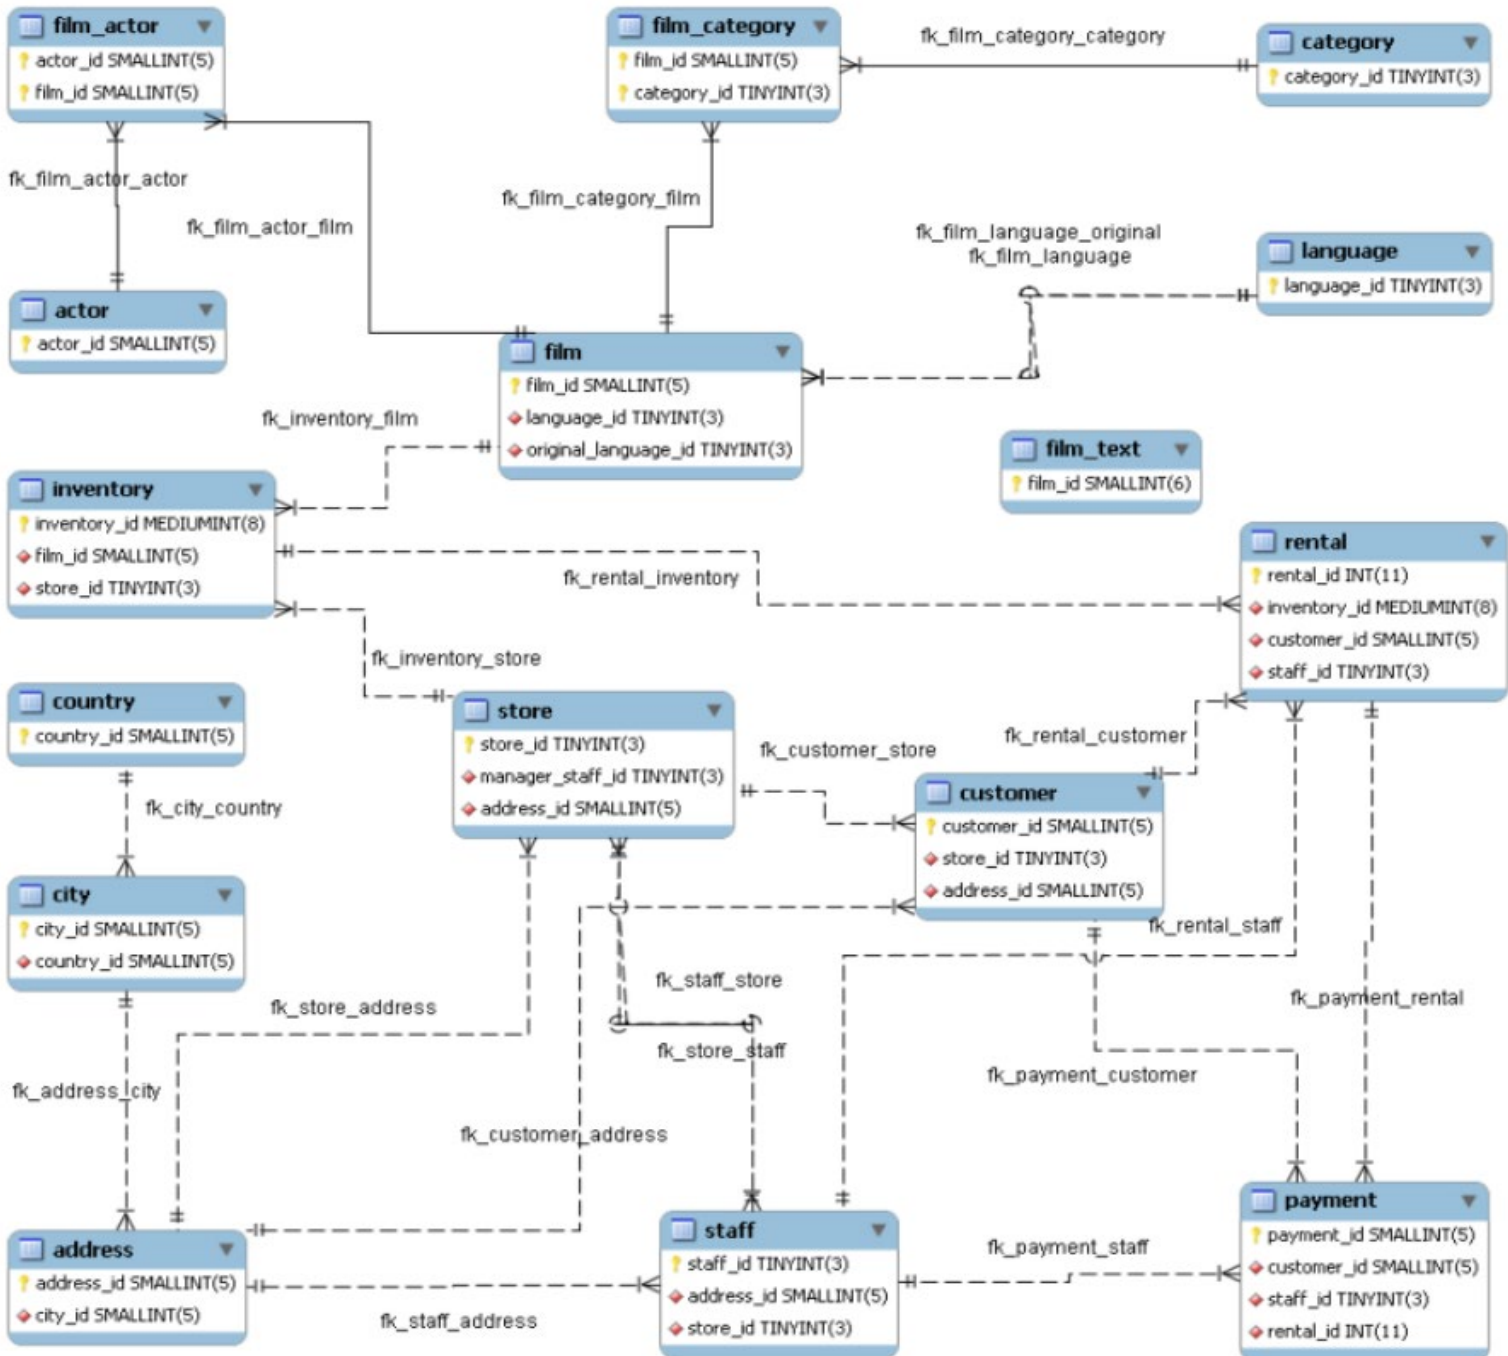 film_actor
actor_id SMALLINT(5)
film_id SMALLINT(5)
film_category
film_id SMALLINT(5)
category_id TINYINT(3)
fk_film_category_category
category
category_id TINYINT(3)
fk_film_actor_actor
fk_film_actor_film
fk_film_category_film
fk_film_language_original
fk_film_language
language
language_id TINYINT(3)
actor
actor_id SMALLINT(5)
film
film_id SMALLINT(5)
language_id TINYINT(3)
original_language_id TINYINT(3)
fk_inventory_film
film_text
film_id SMALLINT(6)
inventory
inventory_id MEDIUMINT(8)
film_id SMALLINT(5)
store_id TINYINT(3)
fk_rental_inventory
rental
rental_id INT(11)
inventory_id MEDIUMINT(8)
customer_id SMALLINT(5)
staff_id TINYINT(3)
fk_inventory_store
country
country_id SMALLINT(5)
store
store_id TINYINT(3)
manager_staff_id TINYINT(3)
address_id SMALLINT(5)
fk_customer_store
fk_rental_customer
fk_city_country
customer
customer_id SMALLINT(5)
store_id TINYINT(3)
address_id SMALLINT(5)
city
city_id SMALLINT(5)
country_id SMALLINT(5)
fk_rental_staff
fk_staff_store
fk_store_address
fk_payment_rental
fk_store_staff
fk_payment_customer
fk_address_city
fk_customer_address
address
address_id SMALLINT(5)
city_id SMALLINT(5)
fk_staff_address
staff
staff_id TINYINT(3)
address_id SMALLINT(5)
store_id TINYINT(3)
fk_payment_staff
payment
payment_id SMALLINT(5)
customer_id SMALLINT(5)
staff_id TINYINT(3)
rental_id INT(11)